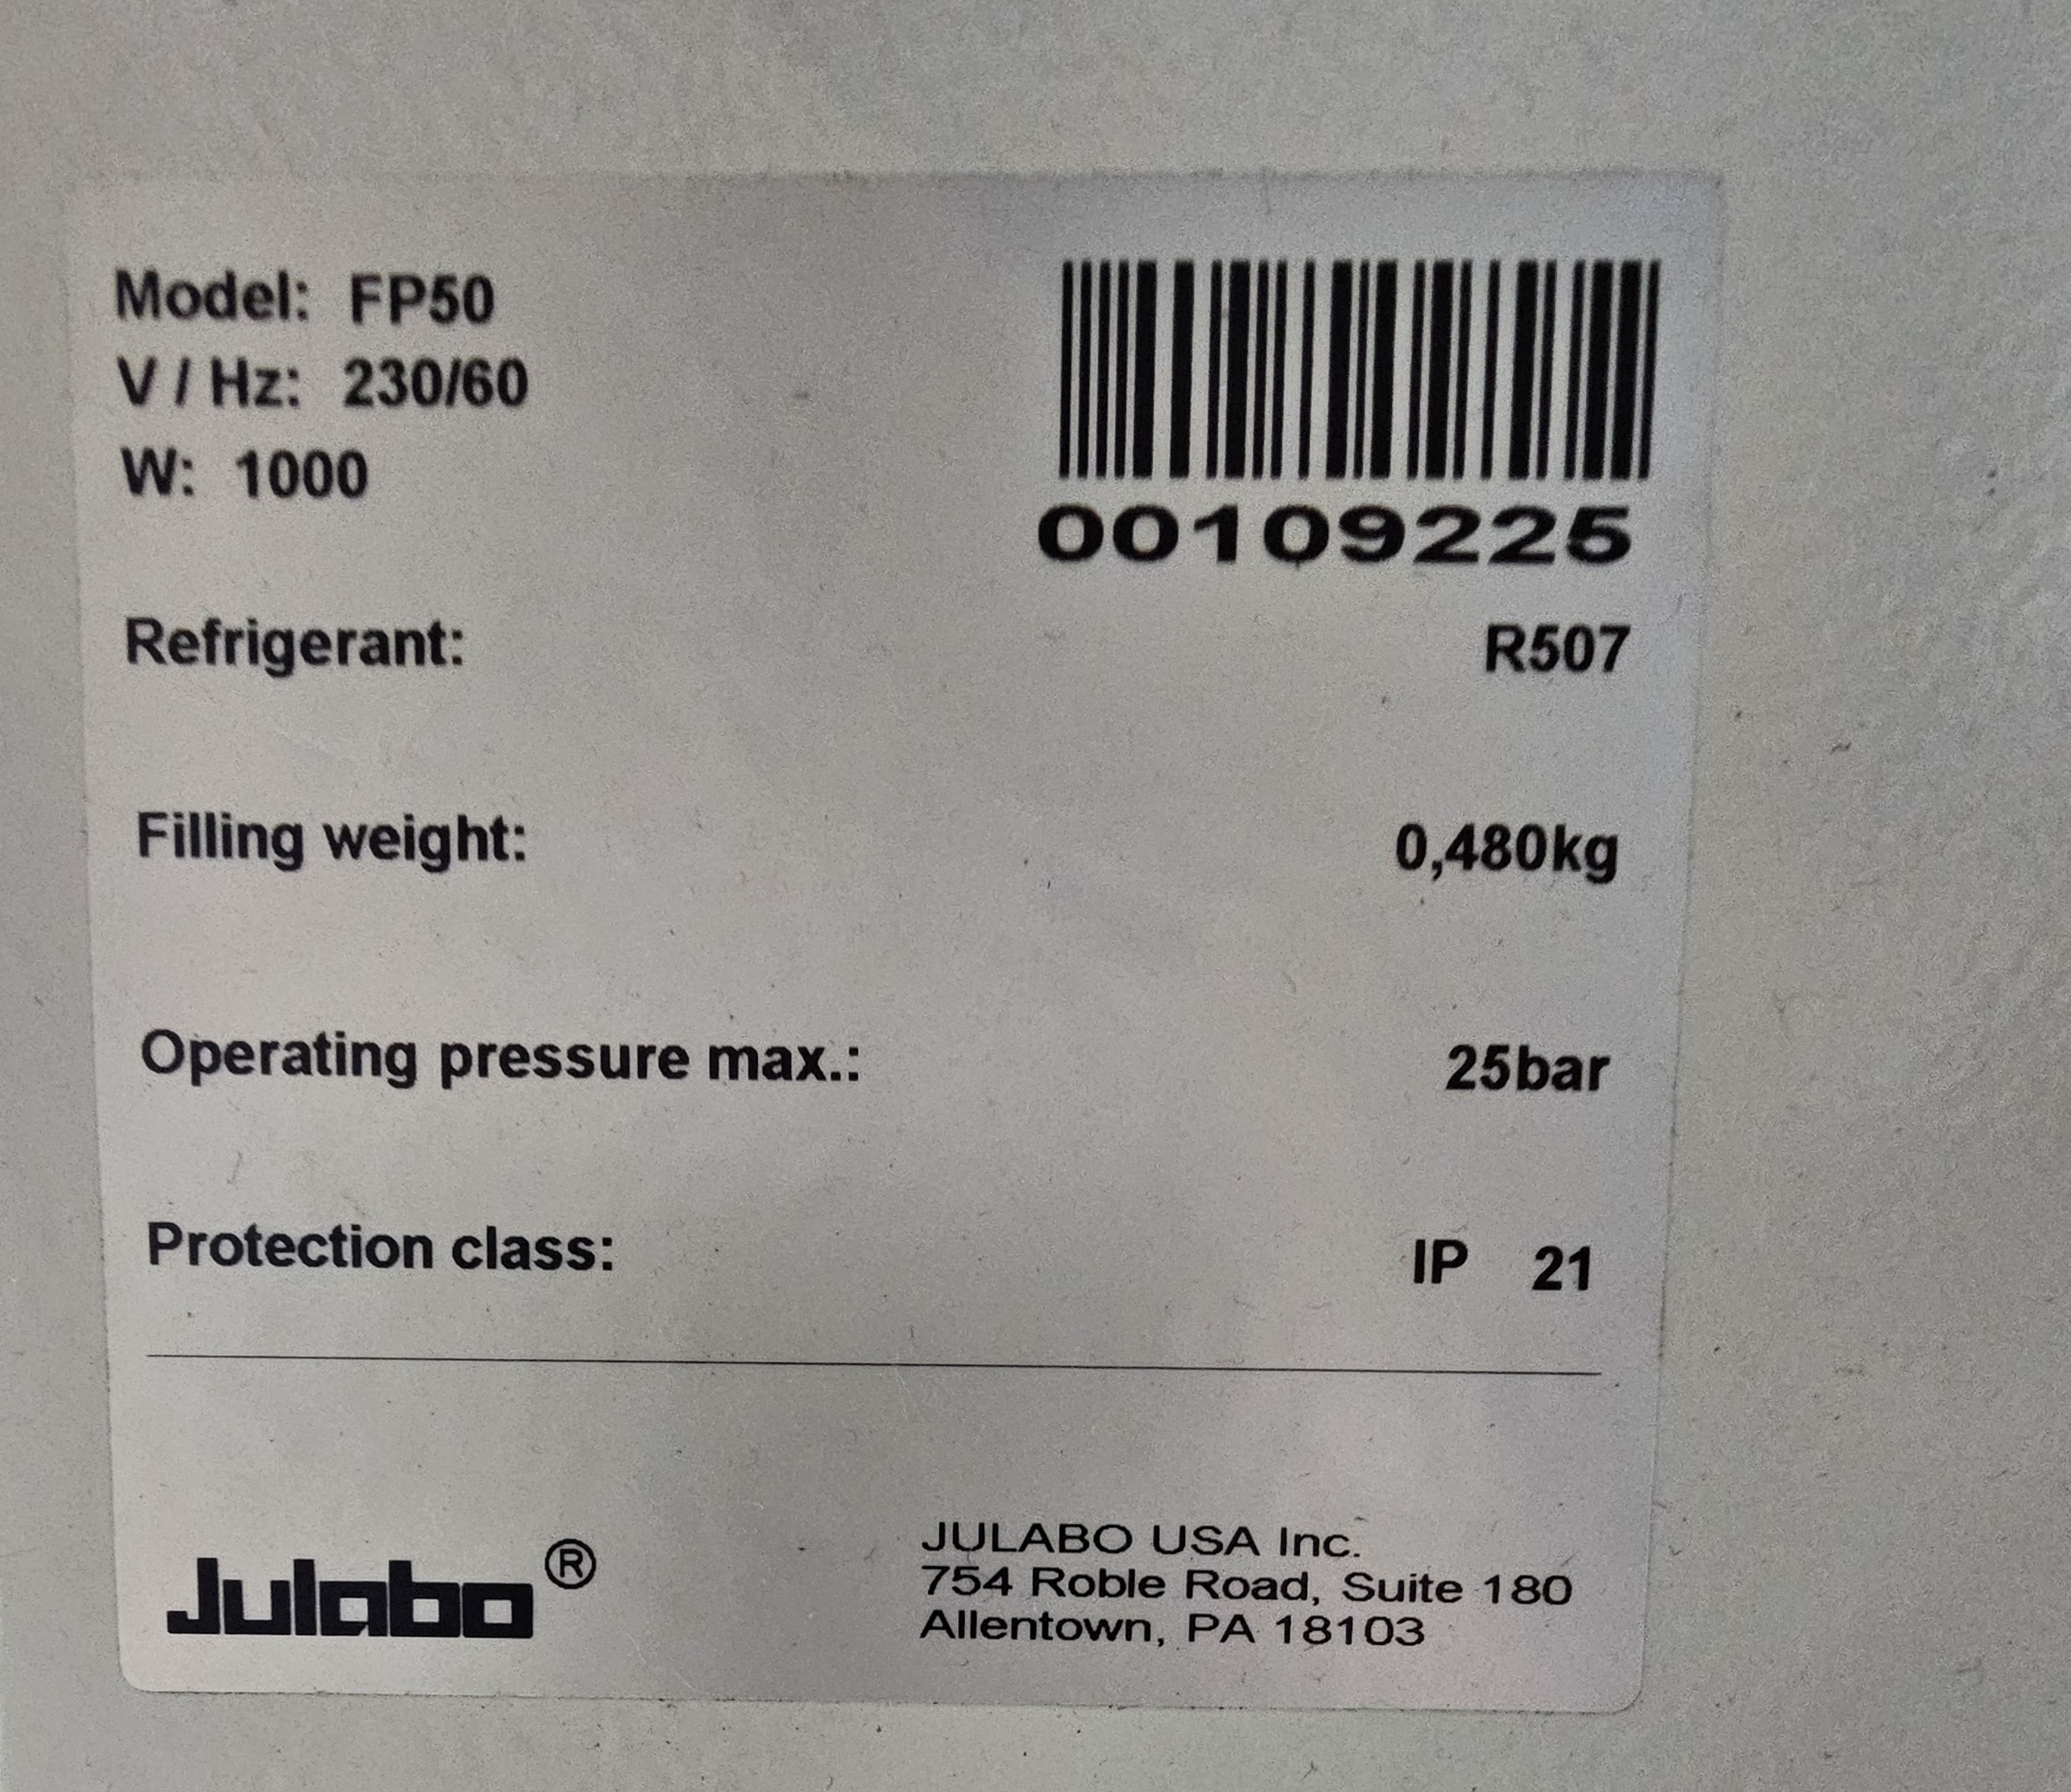 Model: FP50
V / Hz: 230/60
W: 1000
00109225
Refrigerant: R507
Filling weight: 0,480kg
Operating pressure max.: 25bar
Protection class: IP 21
Julabo®
JULABO USA Inc.
754 Roble Road, Suite 180
Allentown, PA 18103